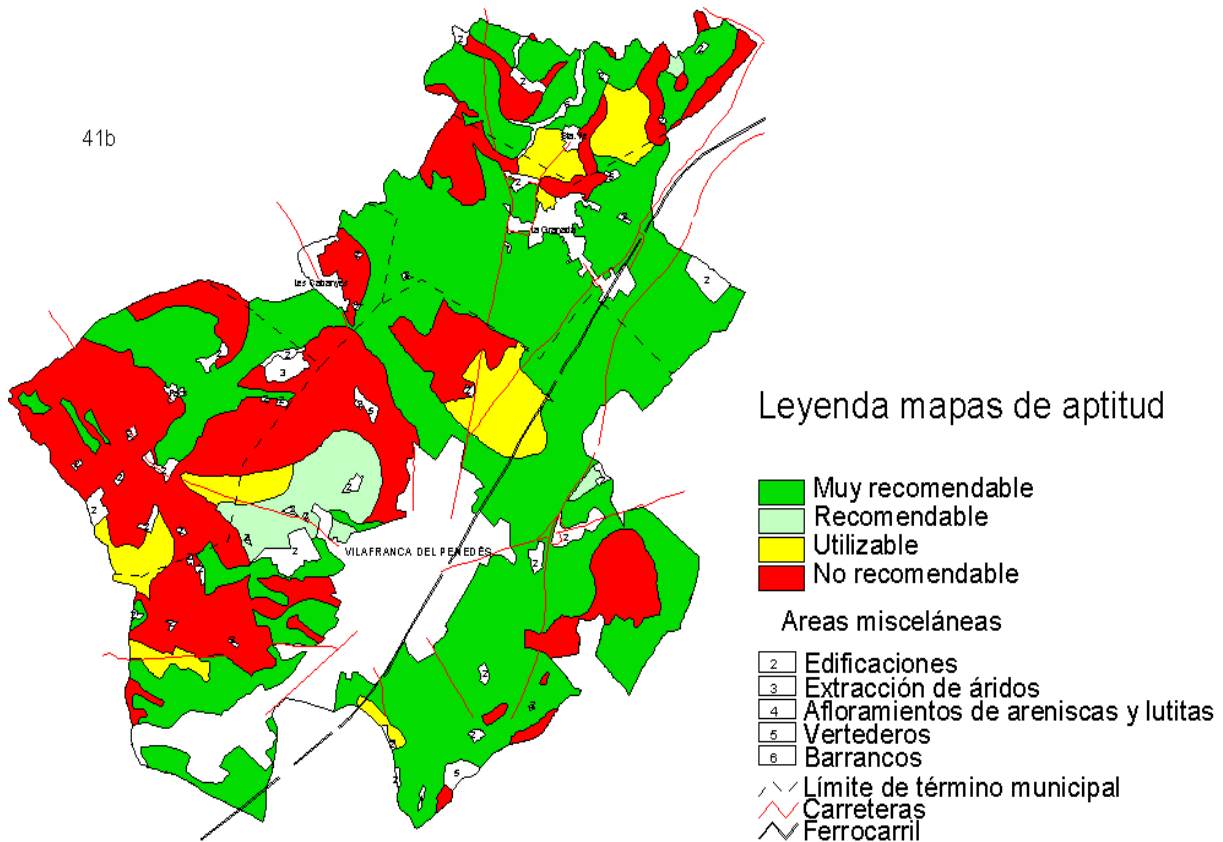 41b
Sta. Fe
La Granada
Les Cabanyes
VILAFRANCA DEL PENEDÈS
Leyenda mapas de aptitud
Muy recomendable
Recomendable
Utilizable
No recomendable
Areas misceláneas
2 Edificaciones
3 Extracción de áridos
4 Afloramientos de areniscas y lutitas
5 Vertederos
6 Barrancos
Límite de término municipal
Carreteras
Ferrocarril